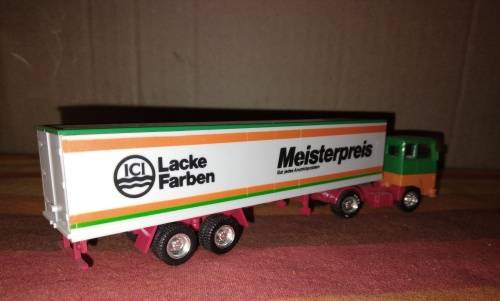 ICI
Lacke
Farben
Meisterpreis